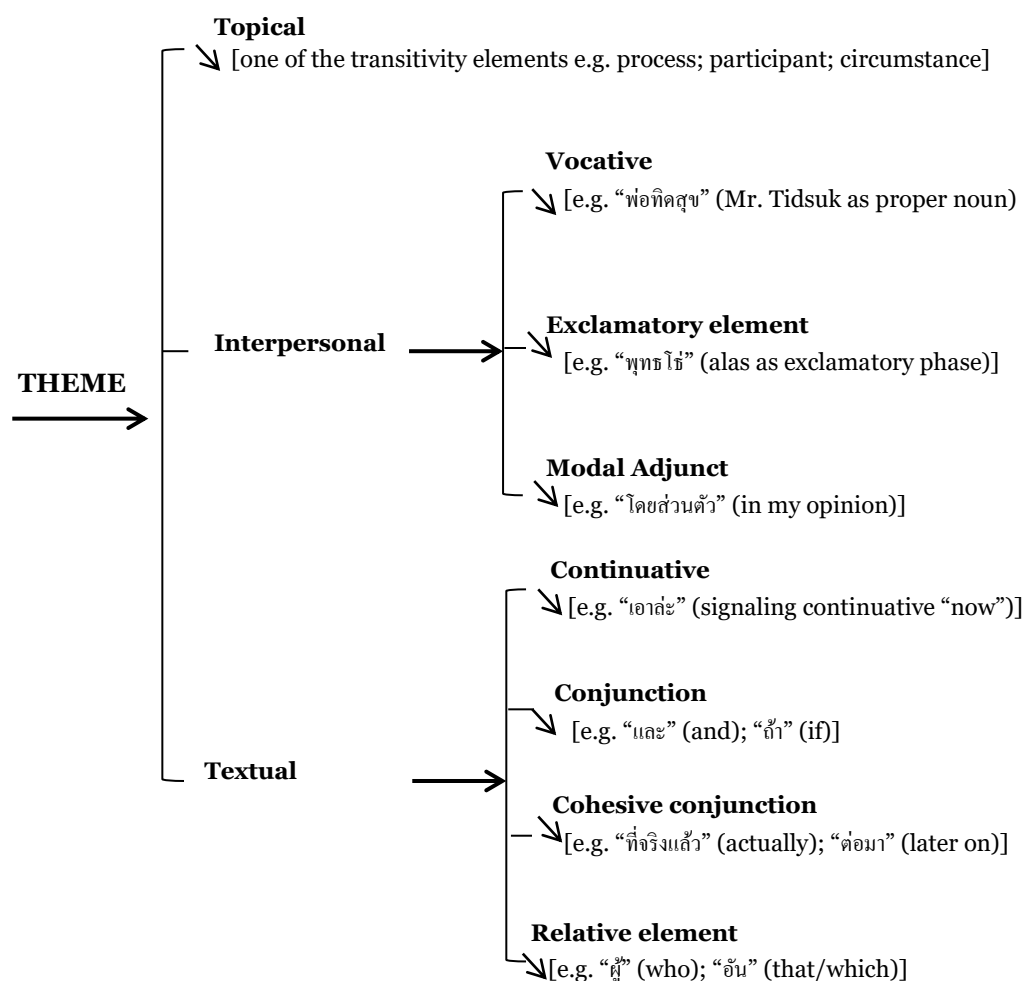 Topical
[one of the transitivity elements e.g. process; participant; circumstance]
Vocative
[e.g. “พ่อทิดสุข” (Mr. Tidsuk as proper noun)
Interpersonal
Exclamatory element
[e.g. “พุทธโธ่” (alas as exclamatory phase)]
THEME
Modal Adjunct
[e.g. “โดยส่วนตัว” (in my opinion)]
Continuative
[e.g. “เอาล่ะ” (signaling continuative “now”)]
Conjunction
[e.g. “และ” (and); “ถ้า” (if)]
Textual
Cohesive conjunction
[e.g. “ที่จริงแล้ว” (actually); “ต่อมา” (later on)]
Relative element
[e.g. “ผู้” (who); “อัน” (that/which)]